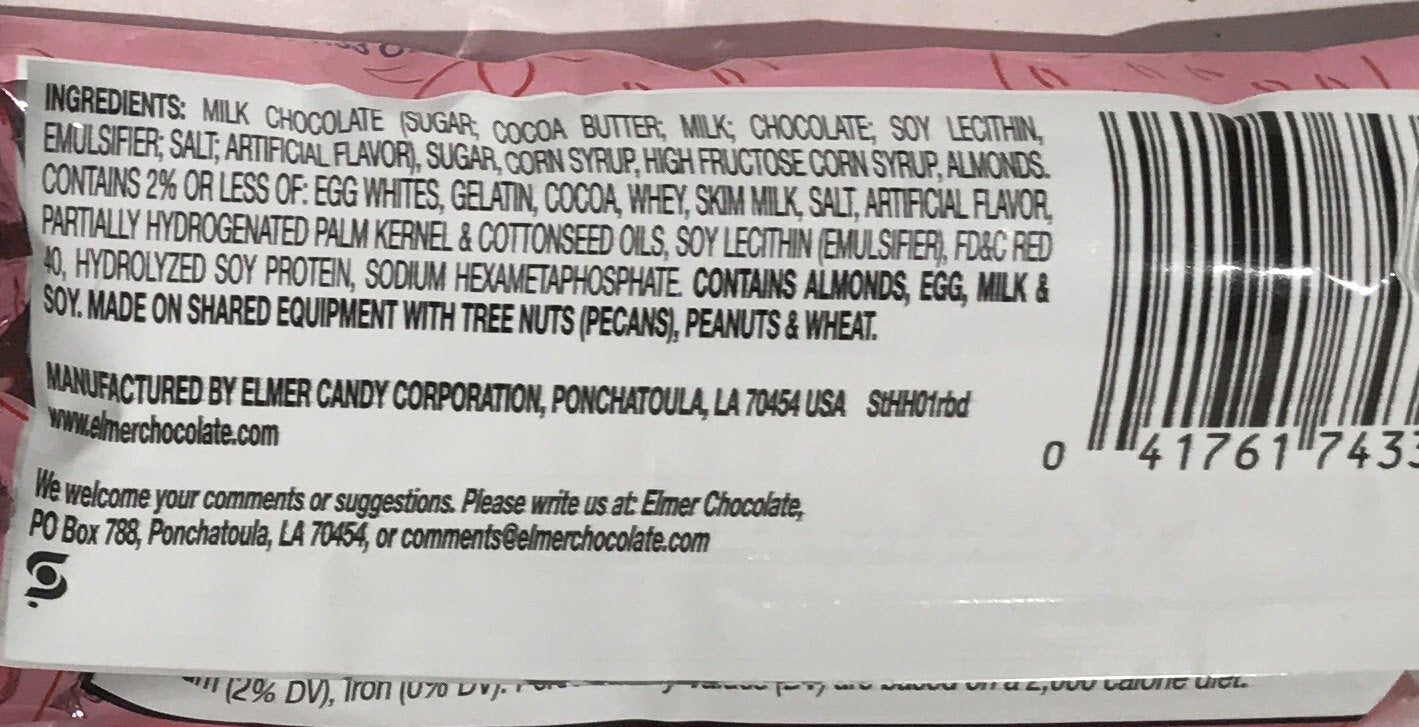 INGREDIENTS: MILK CHOCOLATE (SUGAR; COCOA BUTTER; MILK; CHOCOLATE; SOY LECITHIN,
EMULSIFIER; SALT; ARTIFICIAL FLAVOR), SUGAR, CORN SYRUP, HIGH FRUCTOSE CORN SYRUP, ALMONDS.
CONTAINS 2% OR LESS OF: EGG WHITES, GELATIN, COCOA, WHEY, SKIM MILK, SALT, ARTIFICIAL FLAVOR,
PARTIALLY HYDROGENATED PALM KERNEL & COTTONSEED OILS, SOY LECITHIN (EMULSIFIER), FD&C RED
40, HYDROLYZED SOY PROTEIN, SODIUM HEXAMETAPHOSPHATE. CONTAINS ALMONDS, EGG, MILK &
SOY. MADE ON SHARED EQUIPMENT WITH TREE NUTS (PECANS), PEANUTS & WHEAT.
MANUFACTURED BY ELMER CANDY CORPORATION, PONCHATOULA, LA 70454 USA StHH01rbd
www.elmerchocolate.com
0 41761 743
We welcome your comments or suggestions. Please write us at: Elmer Chocolate,
PO Box 788, Ponchatoula, LA 70454, or comments@elmerchocolate.com
(2% DV), Iron (0% DV). 2,000 calorie diet.